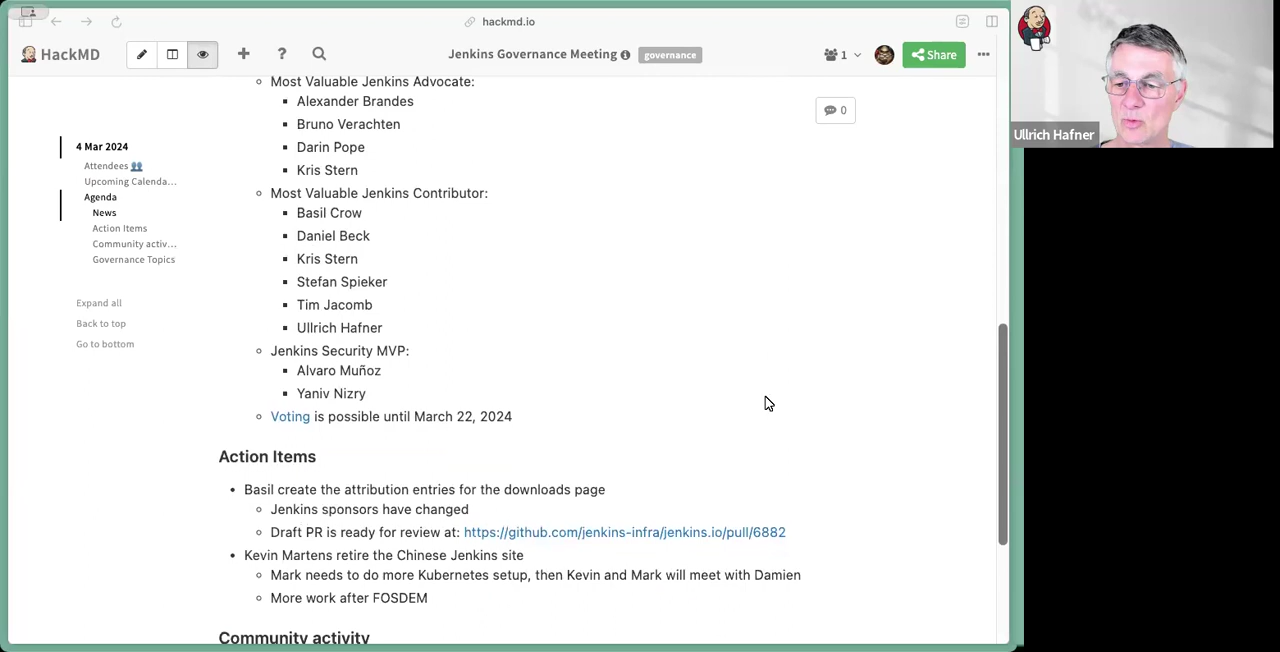 hackmd.io
HackMD
Jenkins Governance Meeting
governance
1
Share
Ullrich Hafner
0
4 Mar 2024
Attendees
Upcoming Calenda...
Agenda
News
Action Items
Community activ...
Governance Topics
Expand all
Back to top
Go to bottom
Most Valuable Jenkins Advocate:
Alexander Brandes
Bruno Verachten
Darin Pope
Kris Stern
Most Valuable Jenkins Contributor:
Basil Crow
Daniel Beck
Kris Stern
Stefan Spieker
Tim Jacomb
Ullrich Hafner
Jenkins Security MVP:
Alvaro Muñoz
Yaniv Nizry
Voting is possible until March 22, 2024
Action Items
Basil create the attribution entries for the downloads page
Jenkins sponsors have changed
Draft PR is ready for review at: https://github.com/jenkins-infra/jenkins.io/pull/6882
Kevin Martens retire the Chinese Jenkins site
Mark needs to do more Kubernetes setup, then Kevin and Mark will meet with Damien
More work after FOSDEM
Community activity